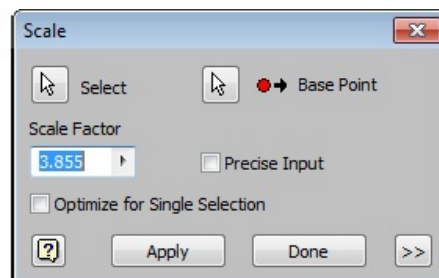 Scale
Select
Base Point
Scale Factor
3.855
Precise Input
Optimize for Single Selection
?
Apply
Done
>>